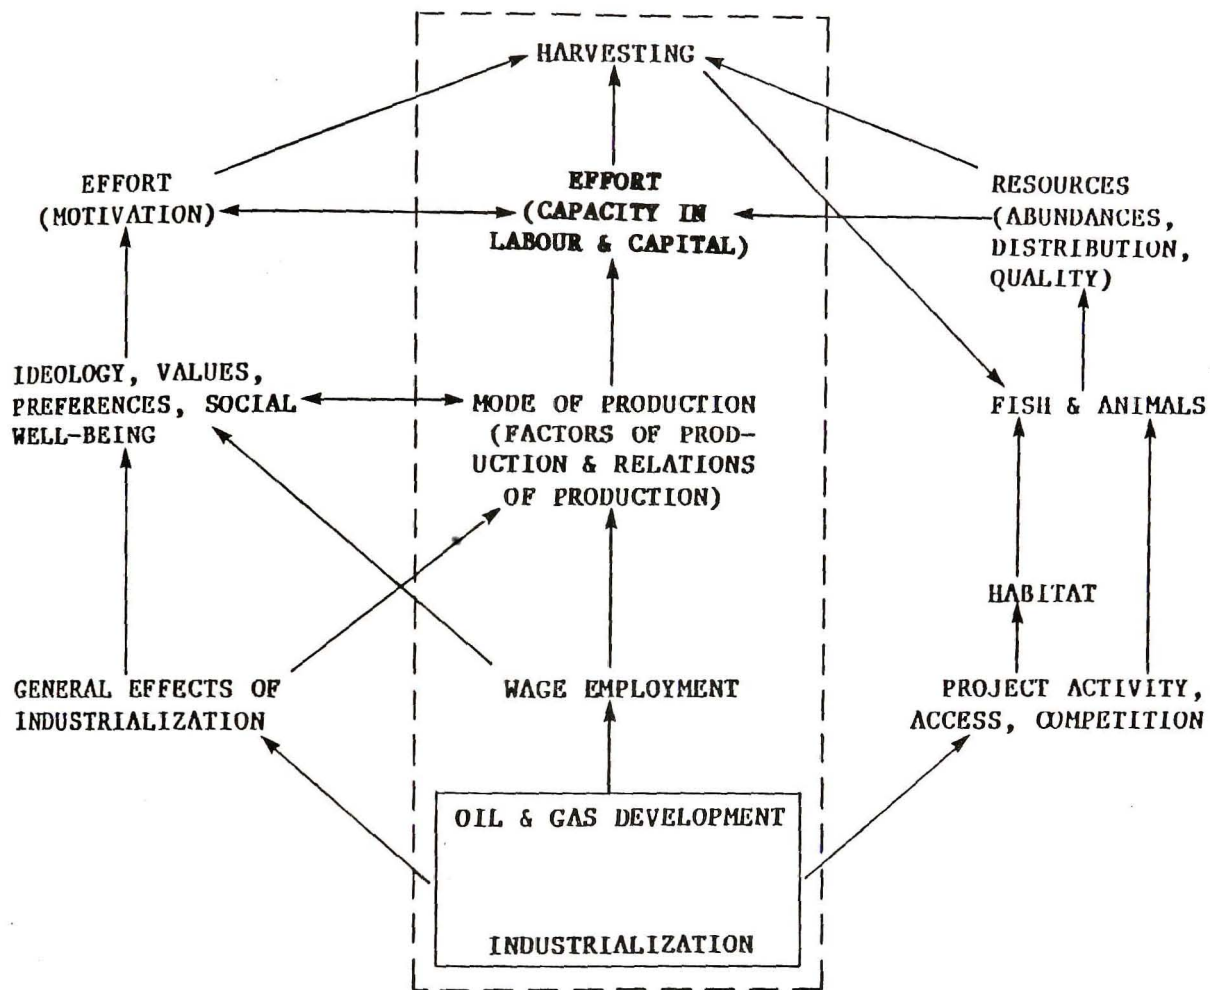 HARVESTING
EFFORT
(MOTIVATION)
EFFORT
(CAPACITY IN
LABOUR & CAPITAL)
RESOURCES
(ABUNDANCES,
DISTRIBUTION,
QUALITY)
IDEOLOGY, VALUES,
PREFERENCES, SOCIAL
WELL-BEING
MODE OF PRODUCTION
(FACTORS OF PROD-
UCTION & RELATIONS
OF PRODUCTION)
FISH & ANIMALS
HABITAT
GENERAL EFFECTS OF
INDUSTRIALIZATION
WAGE EMPLOYMENT
PROJECT ACTIVITY,
ACCESS, COMPETITION
OIL & GAS DEVELOPMENT
INDUSTRIALIZATION